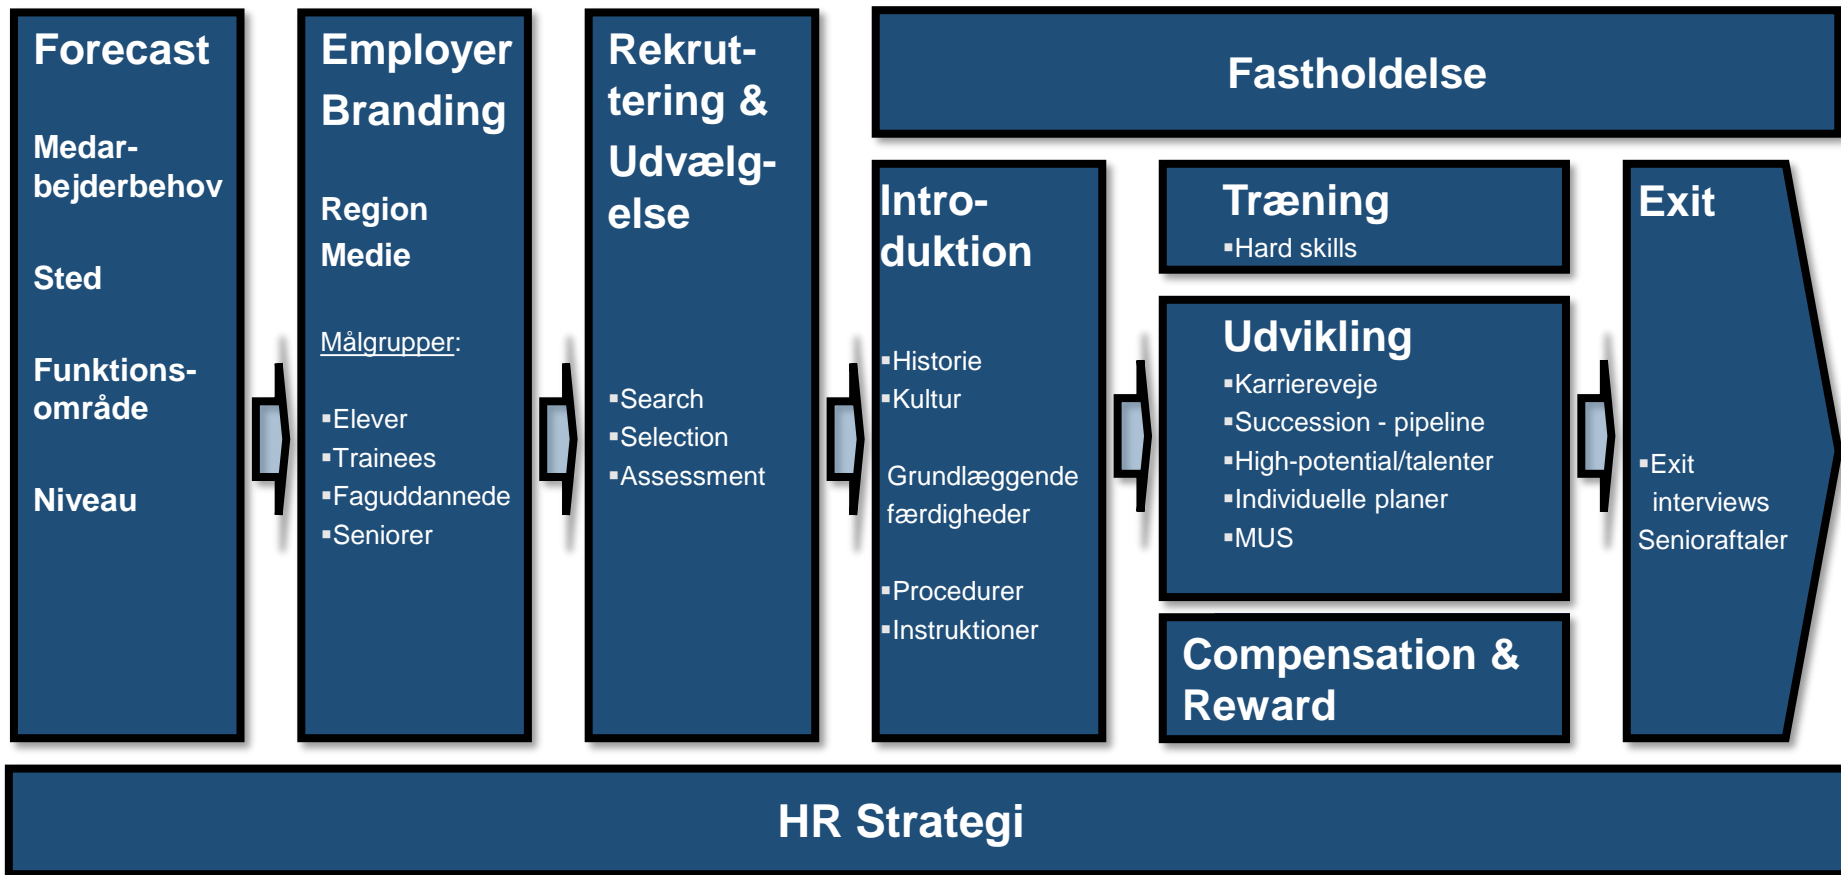 Forecast
Medar-
bejderbehov
Sted
Funktions-
område
Niveau
Employer
Branding
Region
Medie
Målgrupper:
▪Elever
▪Trainees
▪Faguddannede
▪Seniorer
Rekrut-
tering &
Udvælg-
else
▪Search
▪Selection
▪Assessment
Fastholdelse
Intro-
duktion
▪Historie
▪Kultur
Grundlæggende
færdigheder
▪Procedurer
▪Instruktioner
Træning
▪Hard skills
Udvikling
▪Karriereveje
▪Succession - pipeline
▪High-potential/talenter
▪Individuelle planer
▪MUS
Compensation &
Reward
Exit
▪Exit
interviews
Senioraftaler
HR Strategi